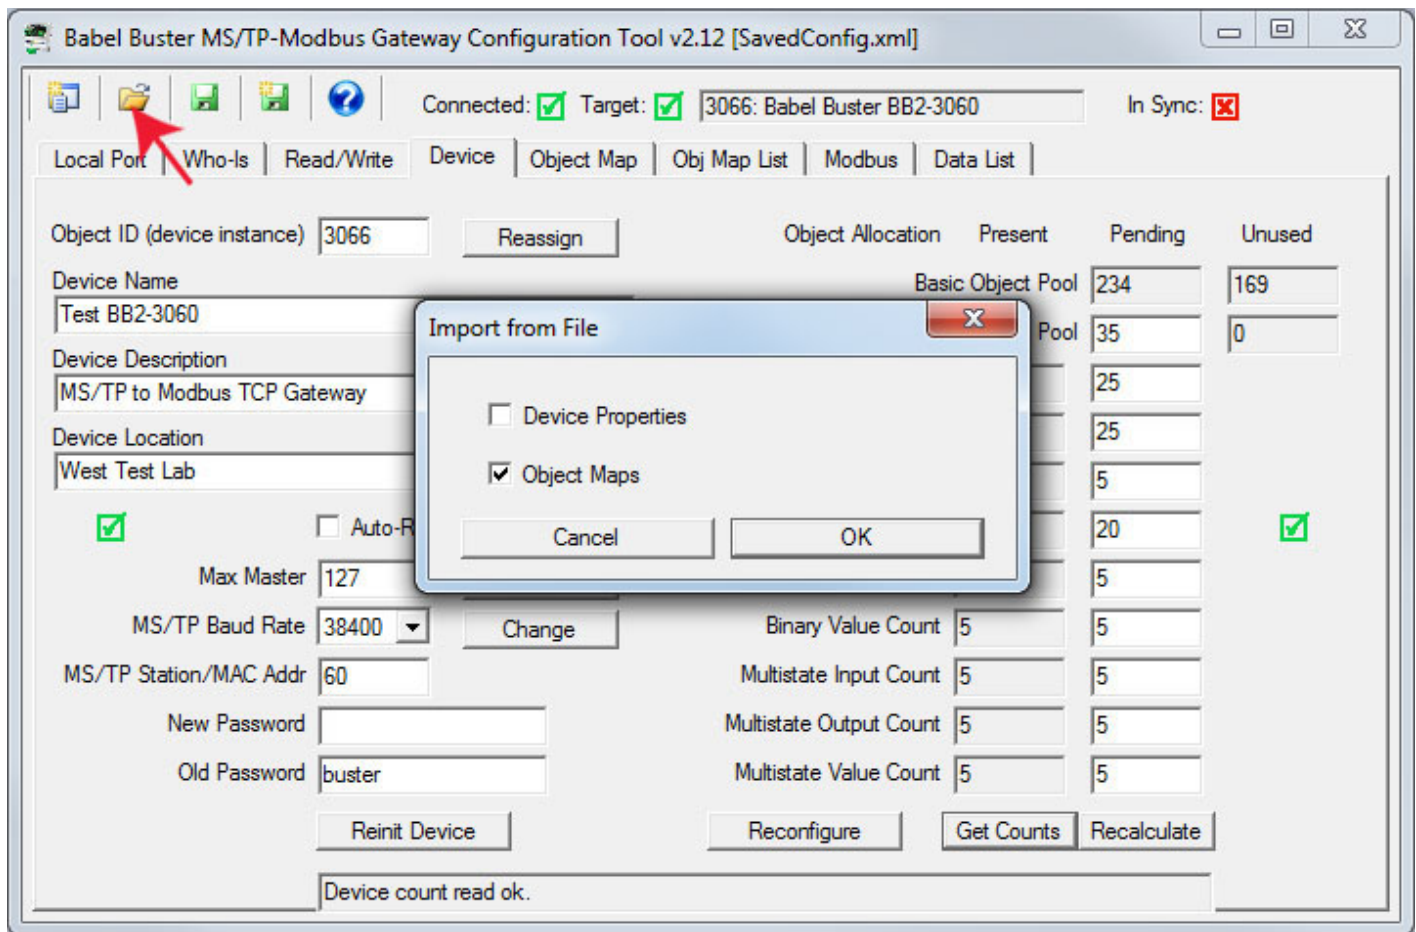 Babel Buster MS/TP-Modbus Gateway Configuration Tool v2.12 [SavedConfig.xml]
Connected: Target: 3066: Babel Buster BB2-3060 In Sync:
Local Port Who-Is Read/Write Device Object Map Obj Map List Modbus Data List
Object ID (device instance) 3066 Reassign Object Allocation Present Pending Unused
Device Name Basic Object Pool 234 169
Test BB2-3060
Import from File
Pool 35 0
Device Description
MS/TP to Modbus TCP Gateway 25
Device Properties
Device Location 25
West Test Lab 5
Object Maps
Auto-R 20
Cancel OK
Max Master 127 5
MS/TP Baud Rate 38400 Change Binary Value Count 5 5
MS/TP Station/MAC Addr 60 Multistate Input Count 5 5
New Password Multistate Output Count 5 5
Old Password buster Multistate Value Count 5 5
Reinit Device Reconfigure Get Counts Recalculate
Device count read ok.